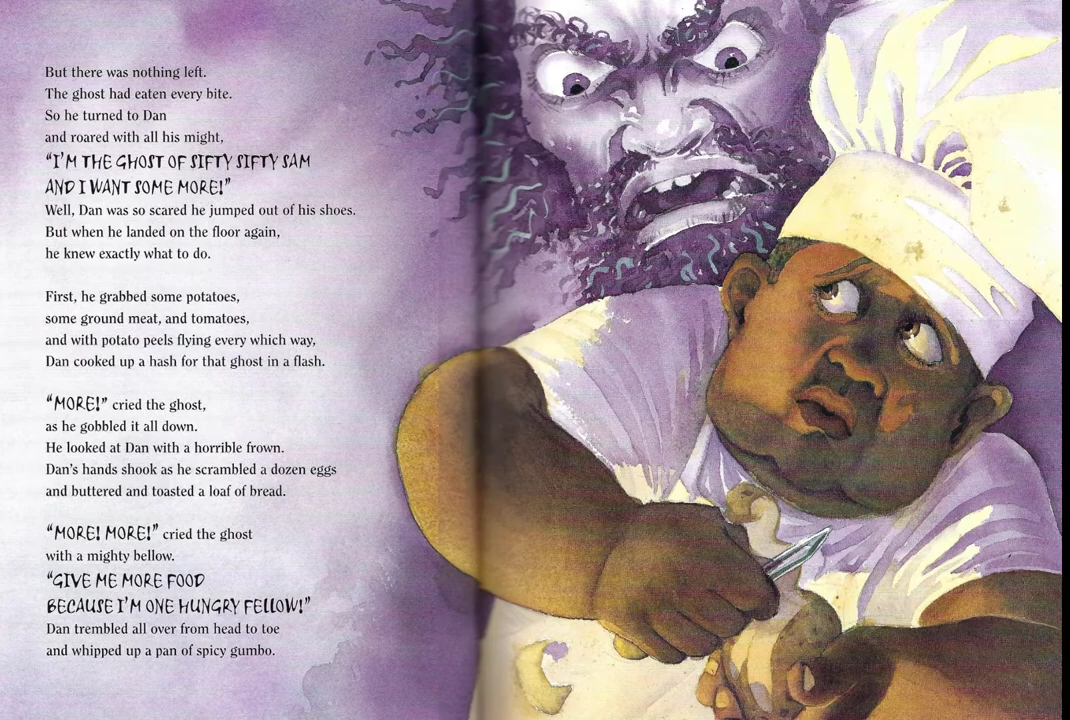 But there was nothing left.
The ghost had eaten every bite.
So he turned to Dan
and roared with all his might,
“I’M THE GHOST OF SIFTY SIFTY SAM
AND I WANT SOME MORE!”
Well, Dan was so scared he jumped out of his shoes.
But when he landed on the floor again,
he knew exactly what to do.
First, he grabbed some potatoes,
some ground meat, and tomatoes,
and with potato peels flying every which way,
Dan cooked up a hash for that ghost in a flash.
“MORE!” cried the ghost,
as he gobbled it all down.
He looked at Dan with a horrible frown.
Dan’s hands shook as he scrambled a dozen eggs
and buttered and toasted a loaf of bread.
“MORE! MORE!” cried the ghost
with a mighty bellow.
“GIVE ME MORE FOOD
BECAUSE I’M ONE HUNGRY FELLOW!”
Dan trembled all over from head to toe
and whipped up a pan of spicy gumbo.